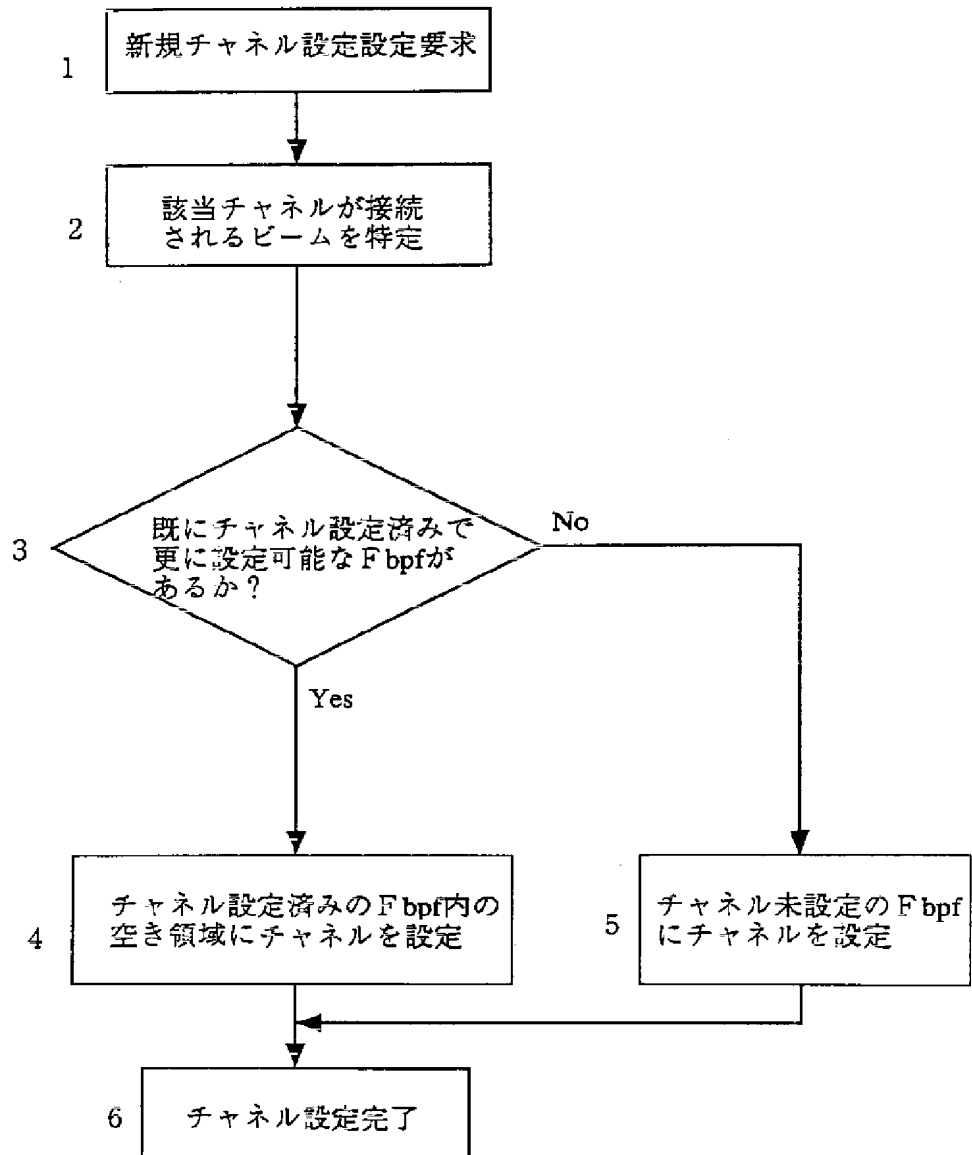 1
新規チャネル設定設定要求
2
該当チャネルが接続
されるビームを特定
3
既にチャネル設定済みで
更に設定可能なFbpfが
あるか?
No
Yes
4
チャネル設定済みのFbpf内の
空き領域にチャネルを設定
5
チャネル未設定のFbpf
にチャネルを設定
6
チャネル設定完了